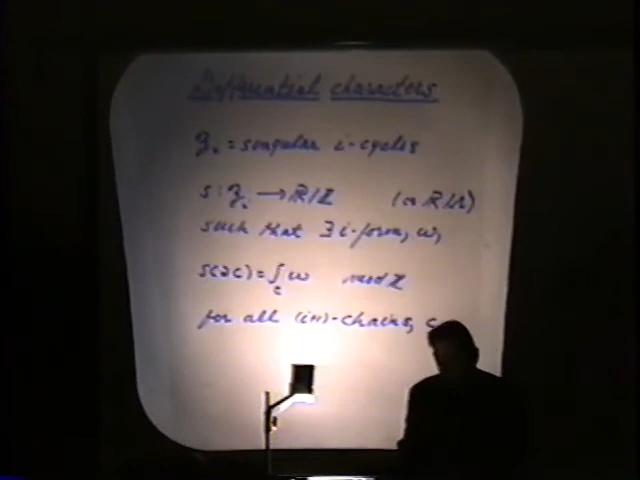 Differential characters
Z_i = singular i-cycles
s : Z_i → R/Z (or R/Λ)
such that ∃ i-form, ω,
s(∂c) = ∫_c ω mod Z
for all (i+1)-chains, c